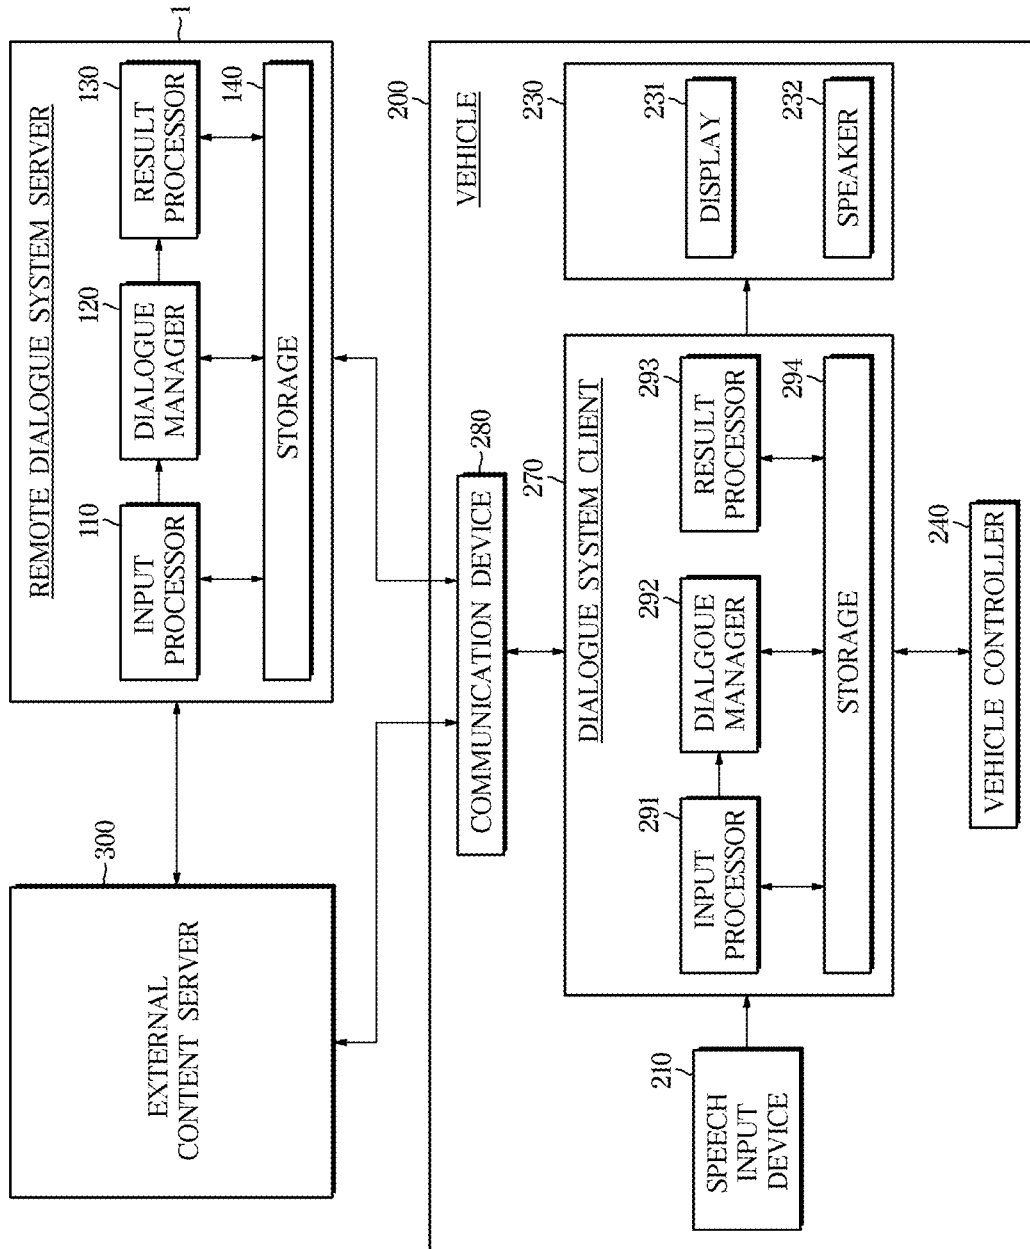 REMOTE DIALOGUE SYSTEM SERVER
1
110
INPUT
PROCESSOR
120
DIALOGUE
MANAGER
130
RESULT
PROCESSOR
140
STORAGE
300
EXTERNAL
CONTENT SERVER
200
VEHICLE
280
COMMUNICATION DEVICE
270
DIALOGUE SYSTEM CLIENT
291
INPUT
PROCESSOR
292
DIALGOUE
MANAGER
293
RESULT
PROCESSOR
294
STORAGE
230
231
DISPLAY
232
SPEAKER
210
SPEECH
INPUT
DEVICE
240
VEHICLE CONTROLLER